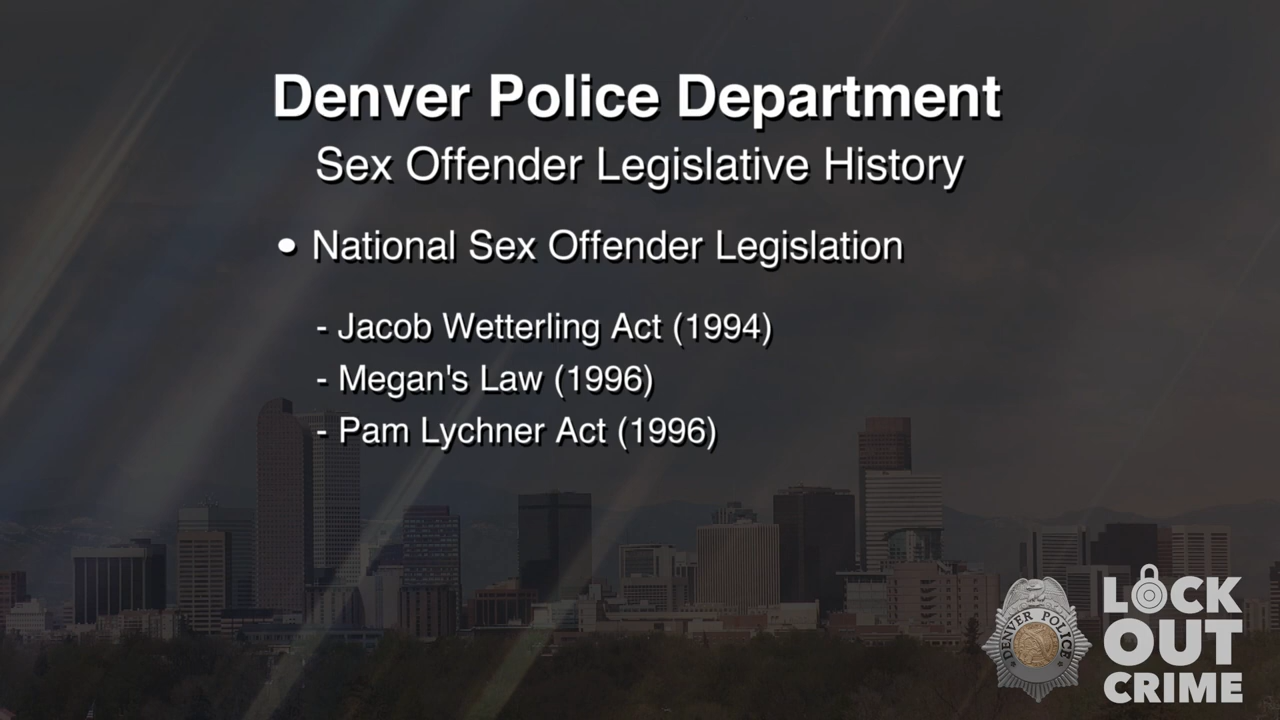 Denver Police Department
Sex Offender Legislative History
• National Sex Offender Legislation
- Jacob Wetterling Act (1994)
- Megan's Law (1996)
- Pam Lychner Act (1996)
DENVER POLICE
LOCK
OUT
CRIME